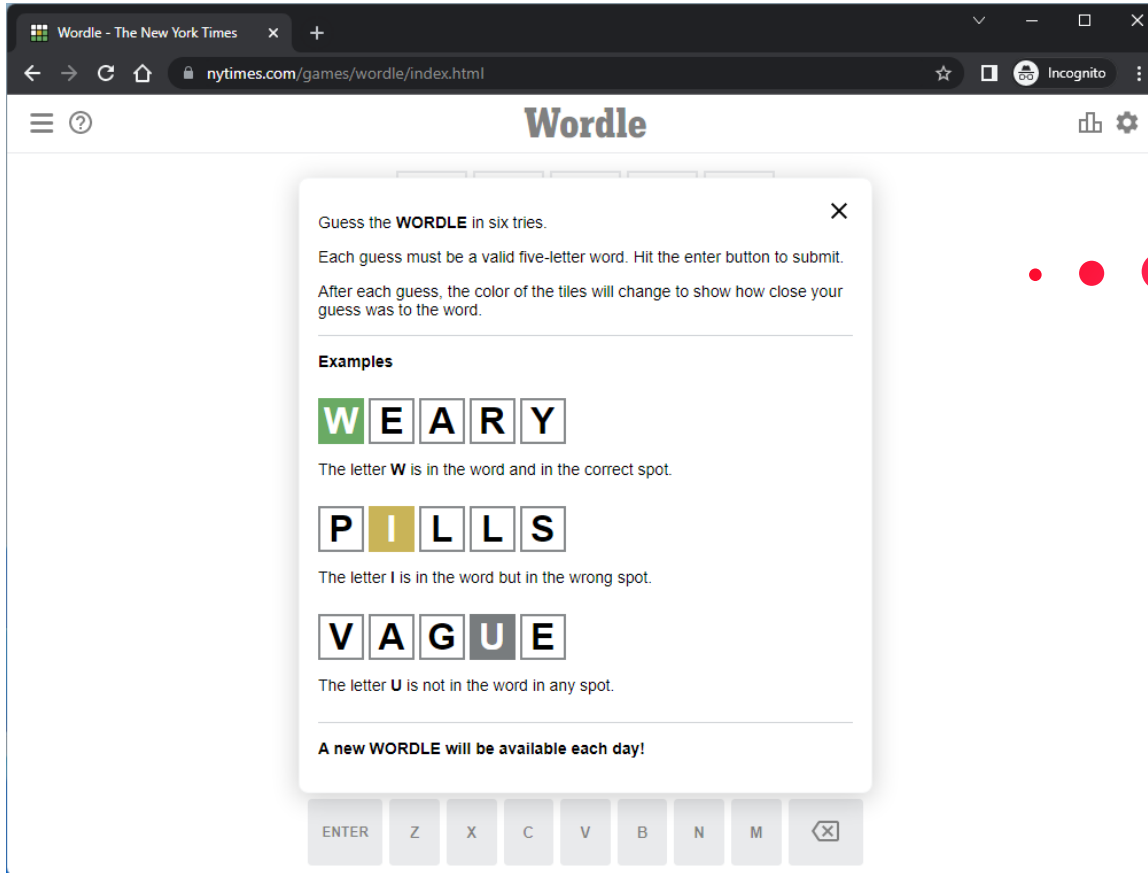 Wordle - The New York Times
nytimes.com/games/wordle/index.html
Incognito
Wordle
Guess the WORDLE in six tries.
Each guess must be a valid five-letter word. Hit the enter button to submit.
After each guess, the color of the tiles will change to show how close your
guess was to the word.
Examples
W E A R Y
The letter W is in the word and in the correct spot.
P I L L S
The letter I is in the word but in the wrong spot.
V A G U E
The letter U is not in the word in any spot.
A new WORDLE will be available each day!
ENTER Z X C V B N M